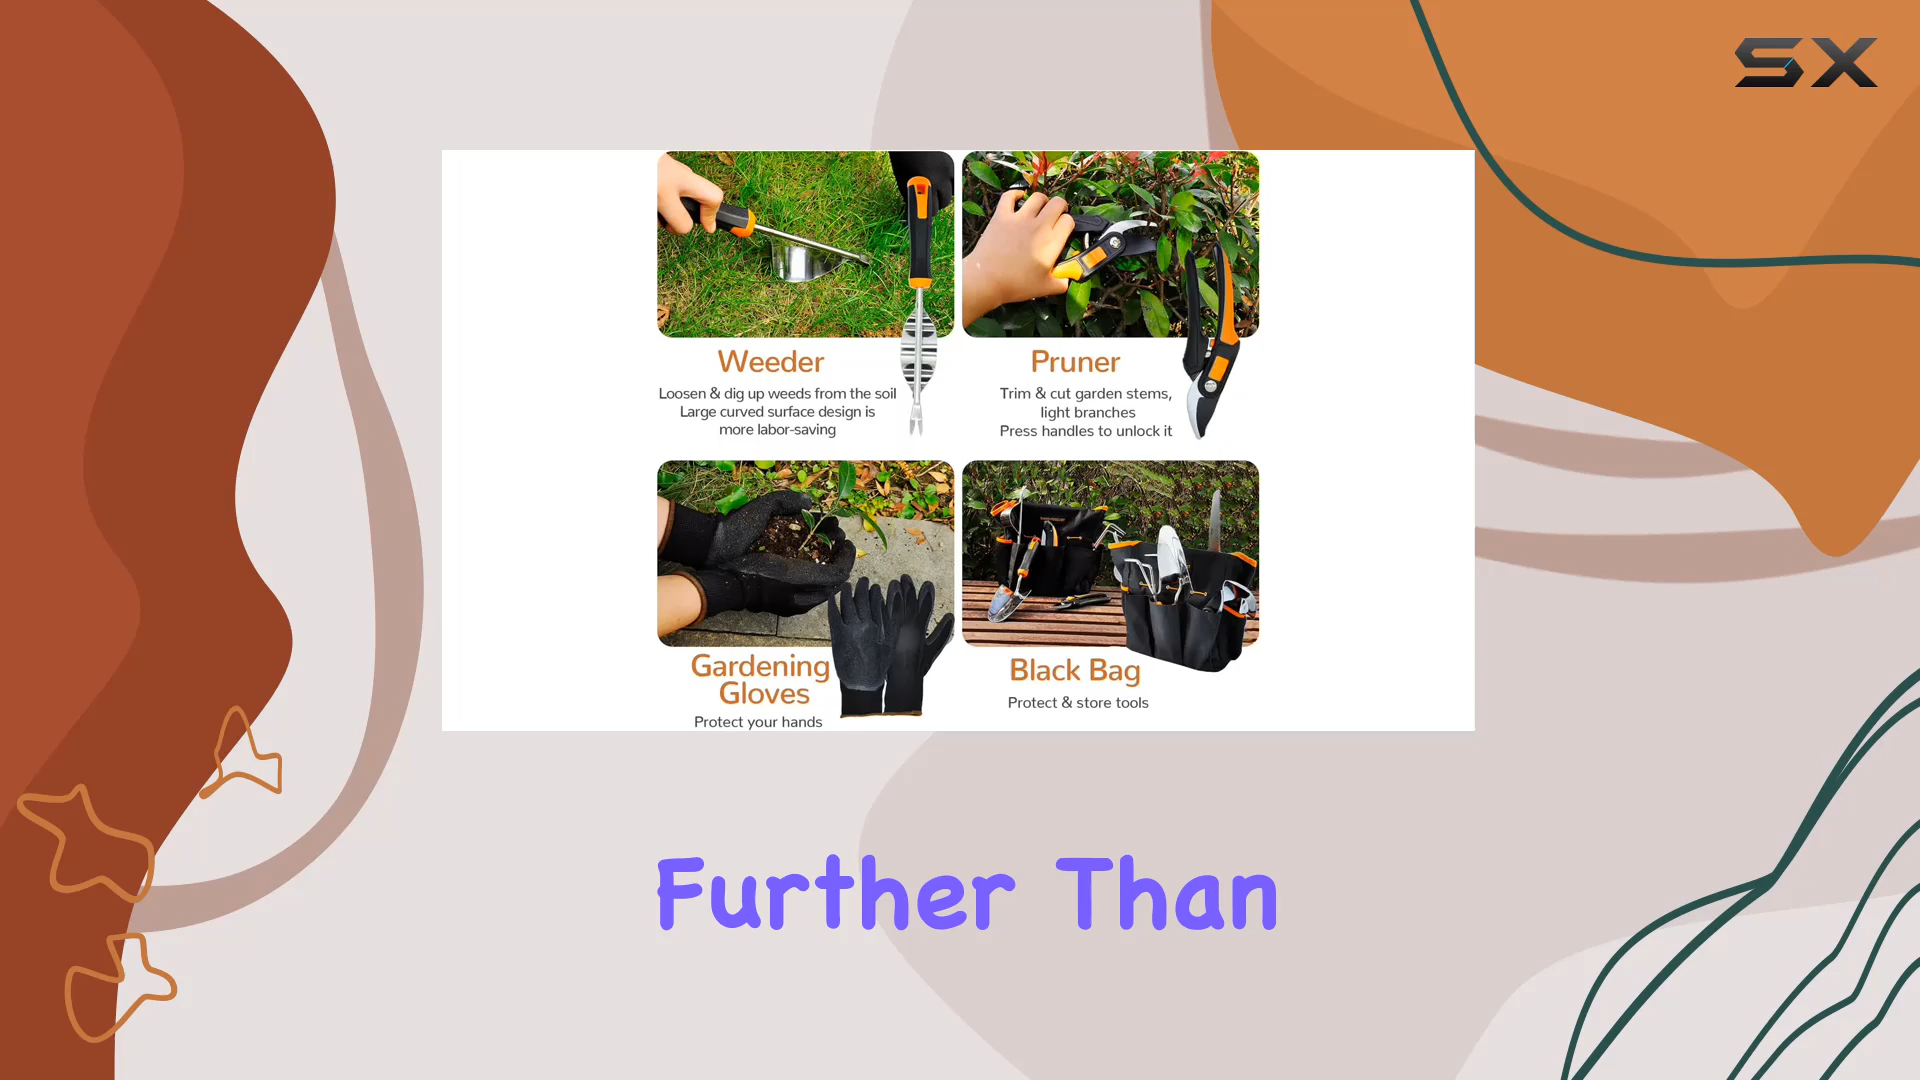 SX
Weeder
Loosen & dig up weeds from the soil
Large curved surface design is
more labor-saving
Pruner
Trim & cut garden stems,
light branches
Press handles to unlock it
Gardening
Gloves
Protect your hands
Black Bag
Protect & store tools
Further Than